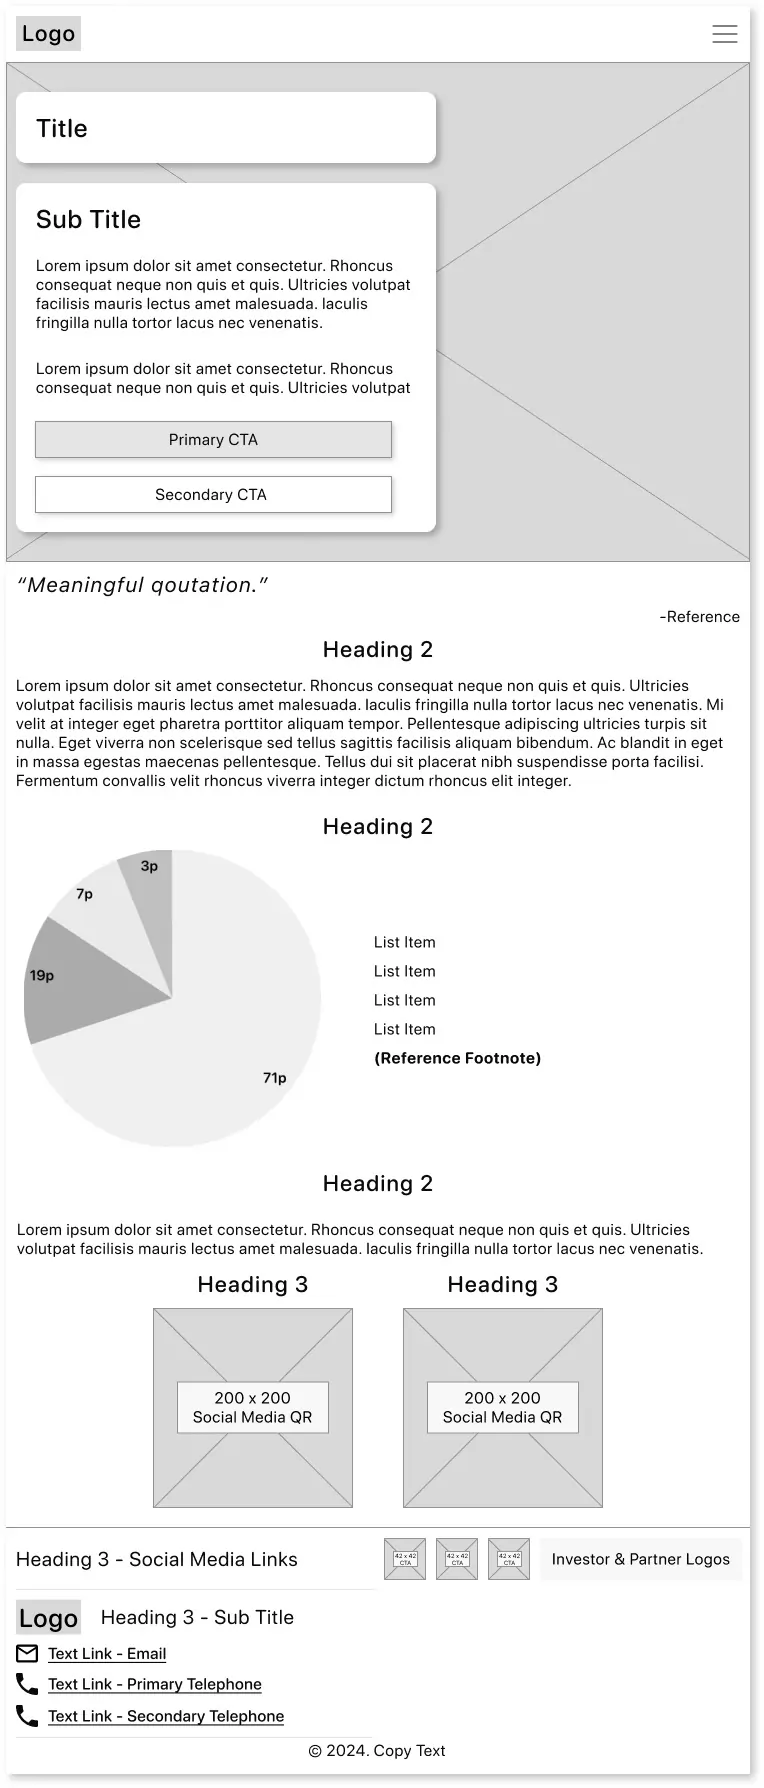 Logo
Title
Sub Title
Lorem ipsum dolor sit amet consectetur. Rhoncus
consequat neque non quis et quis. Ultricies volutpat
facilisis mauris lectus amet malesuada. Iaculis
fringilla nulla tortor lacus nec venenatis.
Lorem ipsum dolor sit amet consectetur. Rhoncus
consequat neque non quis et quis. Ultricies volutpat
Primary CTA
Secondary CTA
“Meaningful qoutation.”
-Reference
Heading 2
Lorem ipsum dolor sit amet consectetur. Rhoncus consequat neque non quis et quis. Ultricies
volutpat facilisis mauris lectus amet malesuada. Iaculis fringilla nulla tortor lacus nec venenatis. Mi
velit at integer eget pharetra porttitor aliquam tempor. Pellentesque adipiscing ultricies turpis sit
nulla. Eget viverra non scelerisque sed tellus sagittis facilisis aliquam bibendum. Ac blandit in eget
in massa egestas maecenas pellentesque. Tellus dui sit placerat nibh suspendisse porta facilisi.
Fermentum convallis velit rhoncus viverra integer dictum rhoncus elit integer.
Heading 2
3p
7p
19p
71p
List Item
List Item
List Item
List Item
(Reference Footnote)
Heading 2
Lorem ipsum dolor sit amet consectetur. Rhoncus consequat neque non quis et quis. Ultricies
volutpat facilisis mauris lectus amet malesuada. Iaculis fringilla nulla tortor lacus nec venenatis.
Heading 3
200 x 200
Social Media QR
Heading 3
200 x 200
Social Media QR
Heading 3 - Social Media Links
42 x 42
CTA
42 x 42
CTA
42 x 42
CTA
Investor & Partner Logos
Logo
Heading 3 - Sub Title
Text Link - Email
Text Link - Primary Telephone
Text Link - Secondary Telephone
© 2024. Copy Text